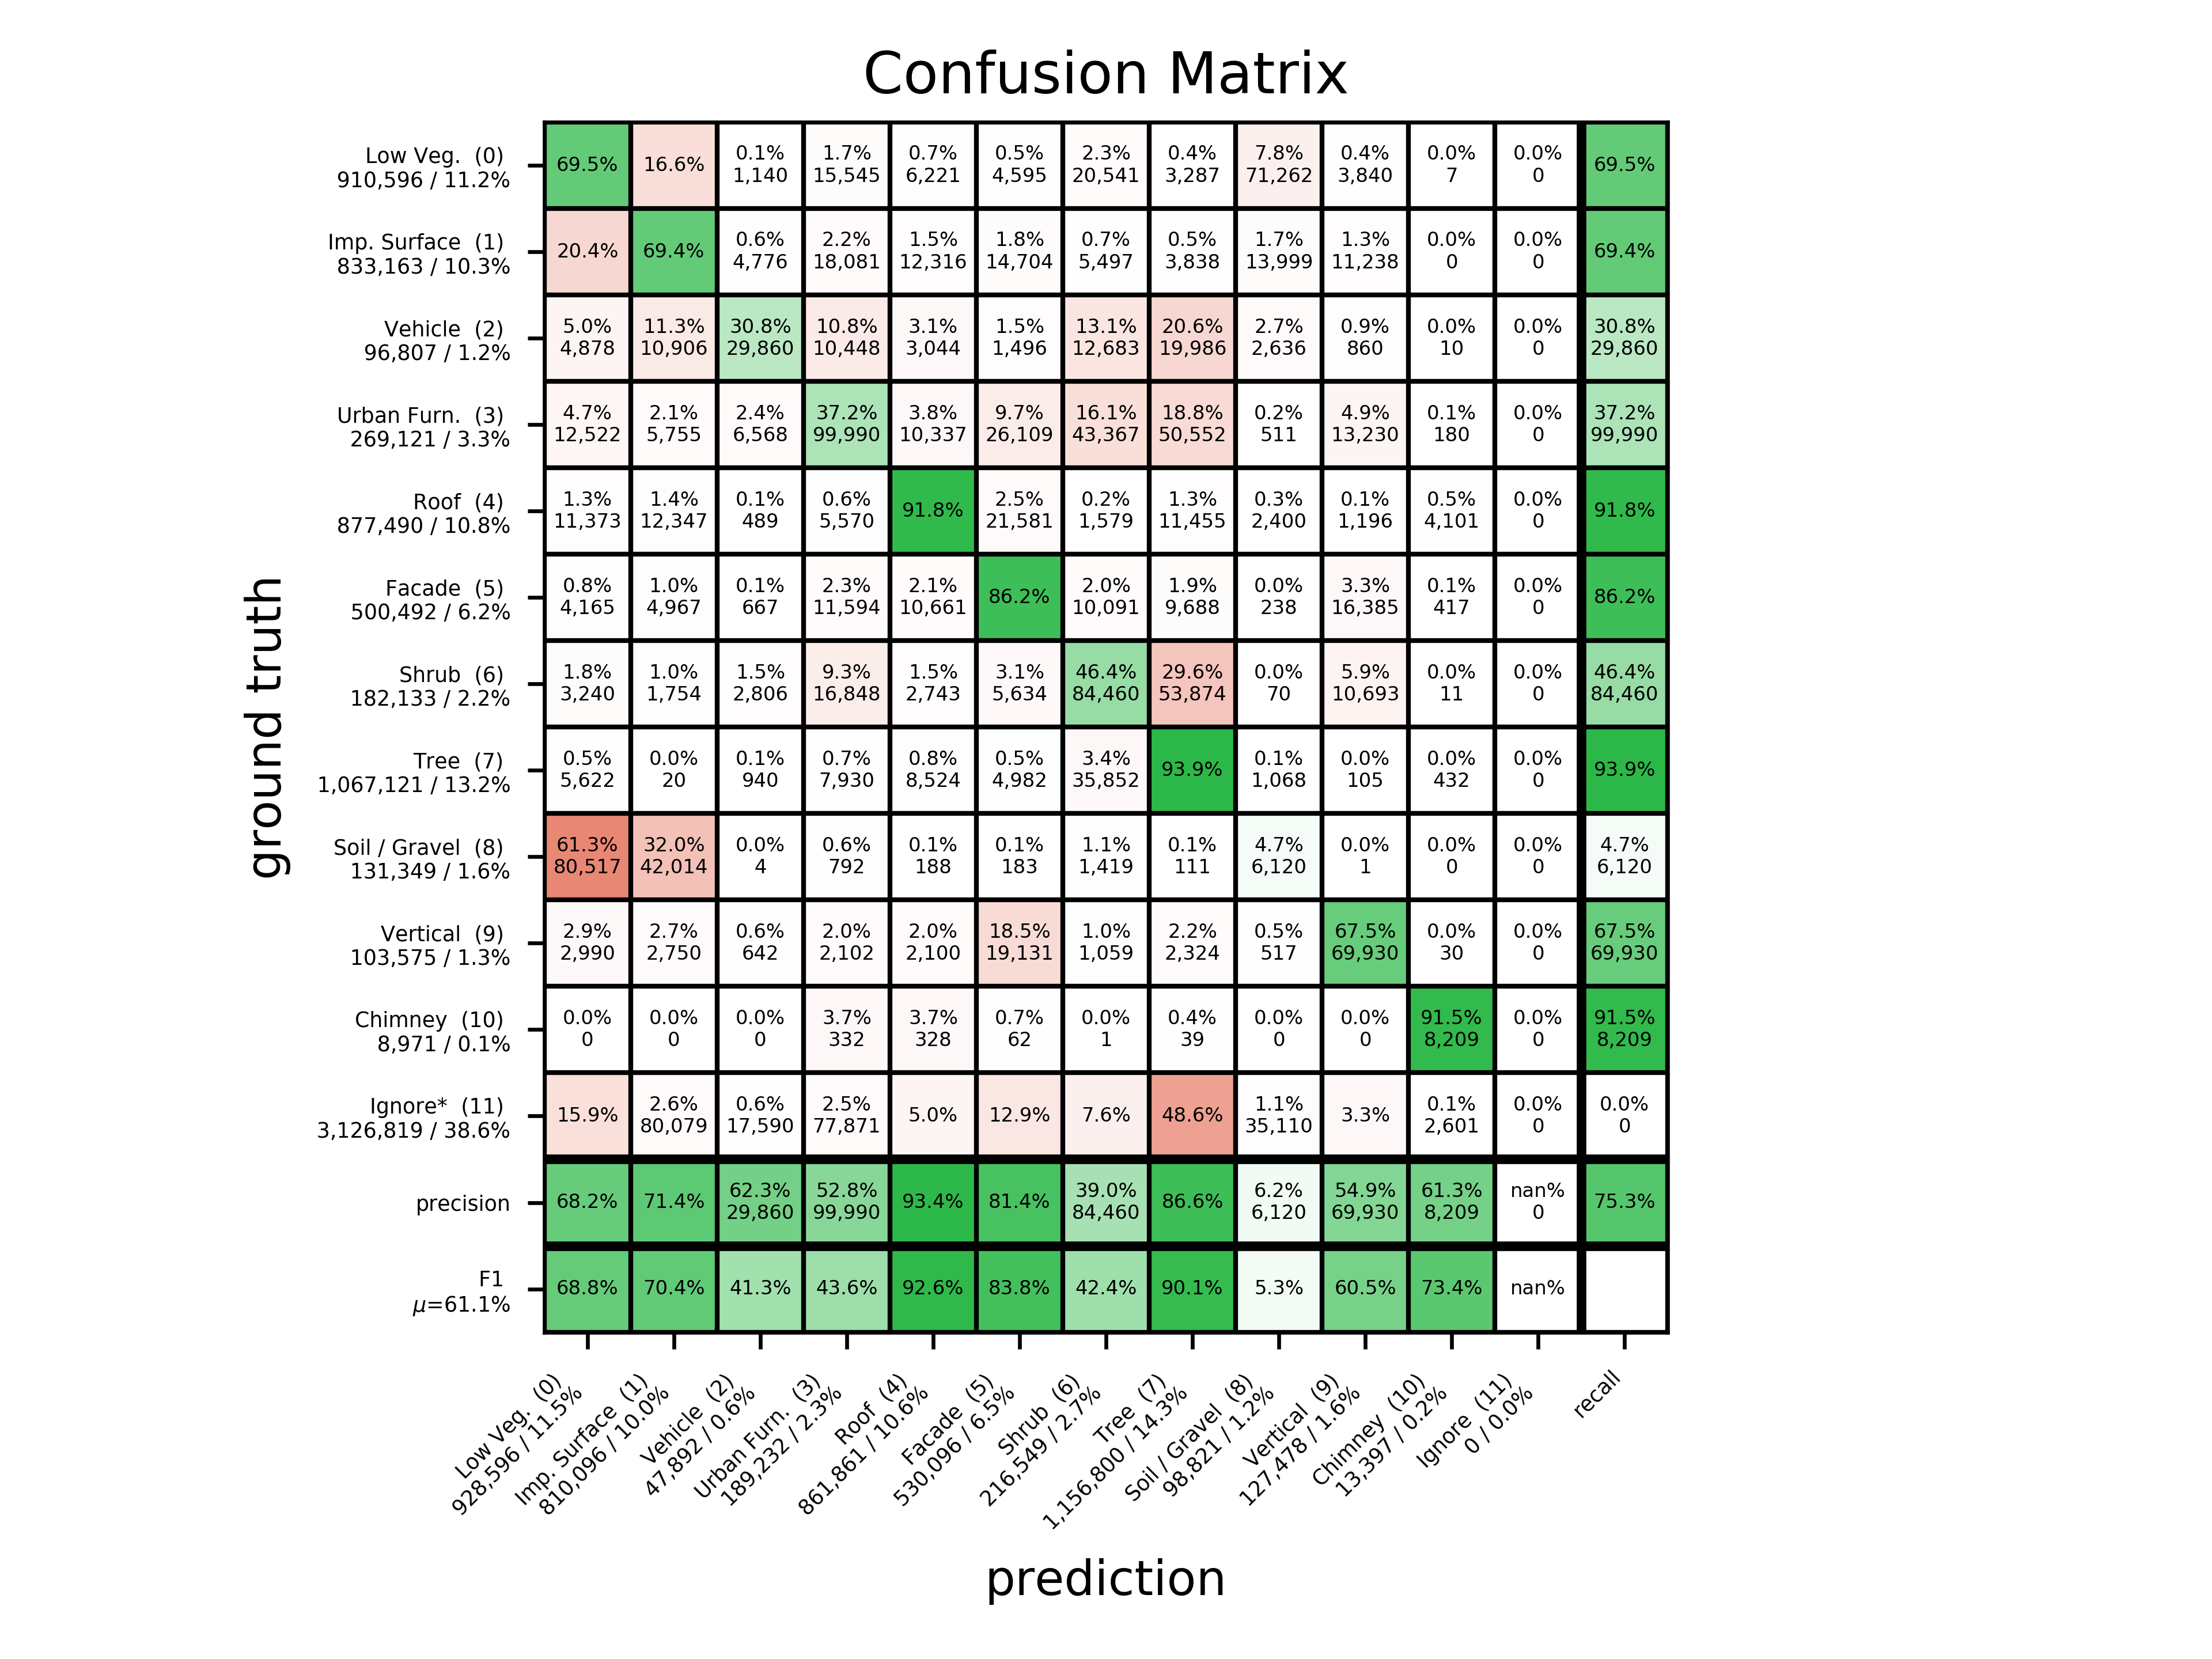 Confusion Matrix
Low Veg. (0)
910,596 / 11.2%
69.5% 16.6% 0.1% 1.7% 0.7% 0.5% 2.3% 0.4% 7.8% 0.4% 0.0% 0.0% 69.5%
1,140 15,545 6,221 4,595 20,541 3,287 71,262 3,840 7 0
Imp. Surface (1)
833,163 / 10.3%
20.4% 69.4% 0.6% 2.2% 1.5% 1.8% 0.7% 0.5% 1.7% 1.3% 0.0% 0.0% 69.4%
4,776 18,081 12,316 14,704 5,497 3,838 13,999 11,238 0 0
Vehicle (2)
96,807 / 1.2%
5.0% 11.3% 30.8% 10.8% 3.1% 1.5% 13.1% 20.6% 2.7% 0.9% 0.0% 0.0% 30.8%
4,878 10,906 29,860 10,448 3,044 1,496 12,683 19,986 2,636 860 10 0 29,860
Urban Furn. (3)
269,121 / 3.3%
4.7% 2.1% 2.4% 37.2% 3.8% 9.7% 16.1% 18.8% 0.2% 4.9% 0.1% 0.0% 37.2%
12,522 5,755 6,568 99,990 10,337 26,109 43,367 50,552 511 13,230 180 0 99,990
Roof (4)
877,490 / 10.8%
1.3% 1.4% 0.1% 0.6% 91.8% 2.5% 0.2% 1.3% 0.3% 0.1% 0.5% 0.0% 91.8%
11,373 12,347 489 5,570 21,581 1,579 11,455 2,400 1,196 4,101 0
Facade (5)
500,492 / 6.2%
0.8% 1.0% 0.1% 2.3% 2.1% 86.2% 2.0% 1.9% 0.0% 3.3% 0.1% 0.0% 86.2%
4,165 4,967 667 11,594 10,661 10,091 9,688 238 16,385 417 0
Shrub (6)
182,133 / 2.2%
1.8% 1.0% 1.5% 9.3% 1.5% 3.1% 46.4% 29.6% 0.0% 5.9% 0.0% 0.0% 46.4%
3,240 1,754 2,806 16,848 2,743 5,634 84,460 53,874 70 10,693 11 0 84,460
Tree (7)
1,067,121 / 13.2%
0.5% 0.0% 0.1% 0.7% 0.8% 0.5% 3.4% 93.9% 0.1% 0.0% 0.0% 0.0% 93.9%
5,622 20 940 7,930 8,524 4,982 35,852 1,068 105 432 0
Soil / Gravel (8)
131,349 / 1.6%
61.3% 32.0% 0.0% 0.6% 0.1% 0.1% 1.1% 0.1% 4.7% 0.0% 0.0% 0.0% 4.7%
80,517 42,014 4 792 188 183 1,419 111 6,120 1 0 0 6,120
Vertical (9)
103,575 / 1.3%
2.9% 2.7% 0.6% 2.0% 2.0% 18.5% 1.0% 2.2% 0.5% 67.5% 0.0% 0.0% 67.5%
2,990 2,750 642 2,102 2,100 19,131 1,059 2,324 517 69,930 30 0 69,930
Chimney (10)
8,971 / 0.1%
0.0% 0.0% 0.0% 3.7% 3.7% 0.7% 0.0% 0.4% 0.0% 0.0% 91.5% 0.0% 91.5%
0 0 0 332 328 62 1 39 0 0 8,209 0 8,209
Ignore* (11)
3,126,819 / 38.6%
15.9% 2.6% 0.6% 2.5% 5.0% 12.9% 7.6% 48.6% 1.1% 3.3% 0.1% 0.0% 0.0%
80,079 17,590 77,871 35,110 2,601 0 0
precision
68.2% 71.4% 62.3% 52.8% 93.4% 81.4% 39.0% 86.6% 6.2% 54.9% 61.3% nan% 75.3%
29,860 99,990 84,460 6,120 69,930 8,209 0
F1
μ=61.1%
68.8% 70.4% 41.3% 43.6% 92.6% 83.8% 42.4% 90.1% 5.3% 60.5% 73.4% nan%
Low Veg. (0)
928,596 / 11.5%
Imp. Surface (1)
810,096 / 10.0%
Vehicle (2)
47,892 / 0.6%
Urban Furn. (3)
189,232 / 2.3%
Roof (4)
861,861 / 10.6%
Facade (5)
530,096 / 6.5%
Shrub (6)
216,549 / 2.7%
Tree (7)
1,156,800 / 14.3%
Soil / Gravel (8)
98,821 / 1.2%
Vertical (9)
127,478 / 1.6%
Chimney (10)
13,397 / 0.2%
Ignore (11)
0 / 0.0%
recall
ground truth
prediction